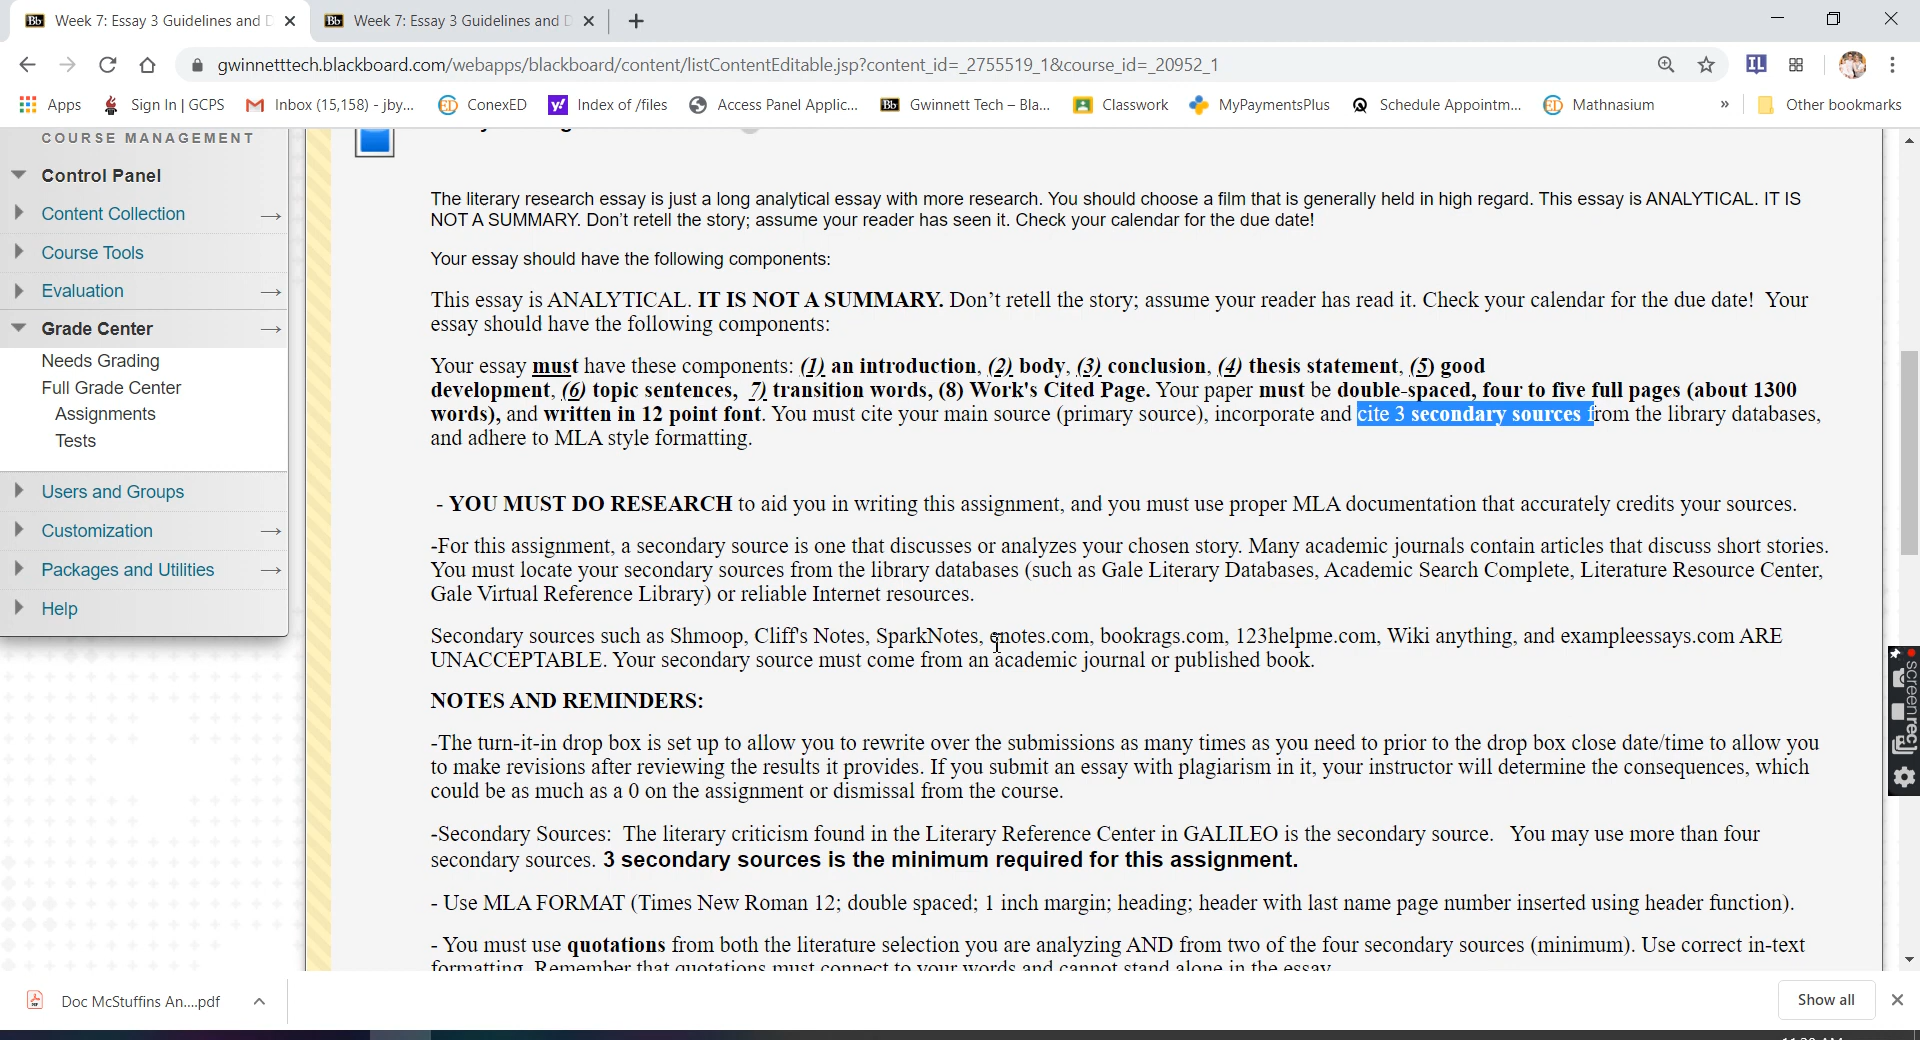 Week 7: Essay 3 Guidelines and D
Week 7: Essay 3 Guidelines and D
gwinnetttech.blackboard.com/webapps/blackboard/content/listContentEditable.jsp?content_id=_2755519_1&course_id=_20952_1
Apps Sign In | GCPS Inbox (15,158) - jby... ConexED Index of /files Access Panel Applic... Gwinnett Tech – Bla... Classwork MyPaymentsPlus Schedule Appointm... Mathnasium » Other bookmarks
COURSE MANAGEMENT
Control Panel
Content Collection
Course Tools
Evaluation
Grade Center
Needs Grading
Full Grade Center
Assignments
Tests
Users and Groups
Customization
Packages and Utilities
Help
The literary research essay is just a long analytical essay with more research. You should choose a film that is generally held in high regard. This essay is ANALYTICAL. IT IS
NOT A SUMMARY. Don't retell the story; assume your reader has seen it. Check your calendar for the due date!
Your essay should have the following components:
This essay is ANALYTICAL. IT IS NOT A SUMMARY. Don't retell the story; assume your reader has read it. Check your calendar for the due date! Your
essay should have the following components:
Your essay must have these components: (1) an introduction, (2) body, (3) conclusion, (4) thesis statement, (5) good
development, (6) topic sentences, 7) transition words, (8) Work's Cited Page. Your paper must be double-spaced, four to five full pages (about 1300
words), and written in 12 point font. You must cite your main source (primary source), incorporate and cite 3 secondary sources from the library databases,
and adhere to MLA style formatting.
- YOU MUST DO RESEARCH to aid you in writing this assignment, and you must use proper MLA documentation that accurately credits your sources.
-For this assignment, a secondary source is one that discusses or analyzes your chosen story. Many academic journals contain articles that discuss short stories.
You must locate your secondary sources from the library databases (such as Gale Literary Databases, Academic Search Complete, Literature Resource Center,
Gale Virtual Reference Library) or reliable Internet resources.
Secondary sources such as Shmoop, Cliff's Notes, SparkNotes, enotes.com, bookrags.com, 123helpme.com, Wiki anything, and exampleessays.com ARE
UNACCEPTABLE. Your secondary source must come from an academic journal or published book.
NOTES AND REMINDERS:
-The turn-it-in drop box is set up to allow you to rewrite over the submissions as many times as you need to prior to the drop box close date/time to allow you
to make revisions after reviewing the results it provides. If you submit an essay with plagiarism in it, your instructor will determine the consequences, which
could be as much as a 0 on the assignment or dismissal from the course.
-Secondary Sources: The literary criticism found in the Literary Reference Center in GALILEO is the secondary source. You may use more than four
secondary sources. 3 secondary sources is the minimum required for this assignment.
- Use MLA FORMAT (Times New Roman 12; double spaced; 1 inch margin; heading; header with last name page number inserted using header function).
- You must use quotations from both the literature selection you are analyzing AND from two of the four secondary sources (minimum). Use correct in-text
formatting. Remember that quotations must connect to your words and cannot stand alone in the essay.
screenrec
Doc McStuffins An....pdf
Show all